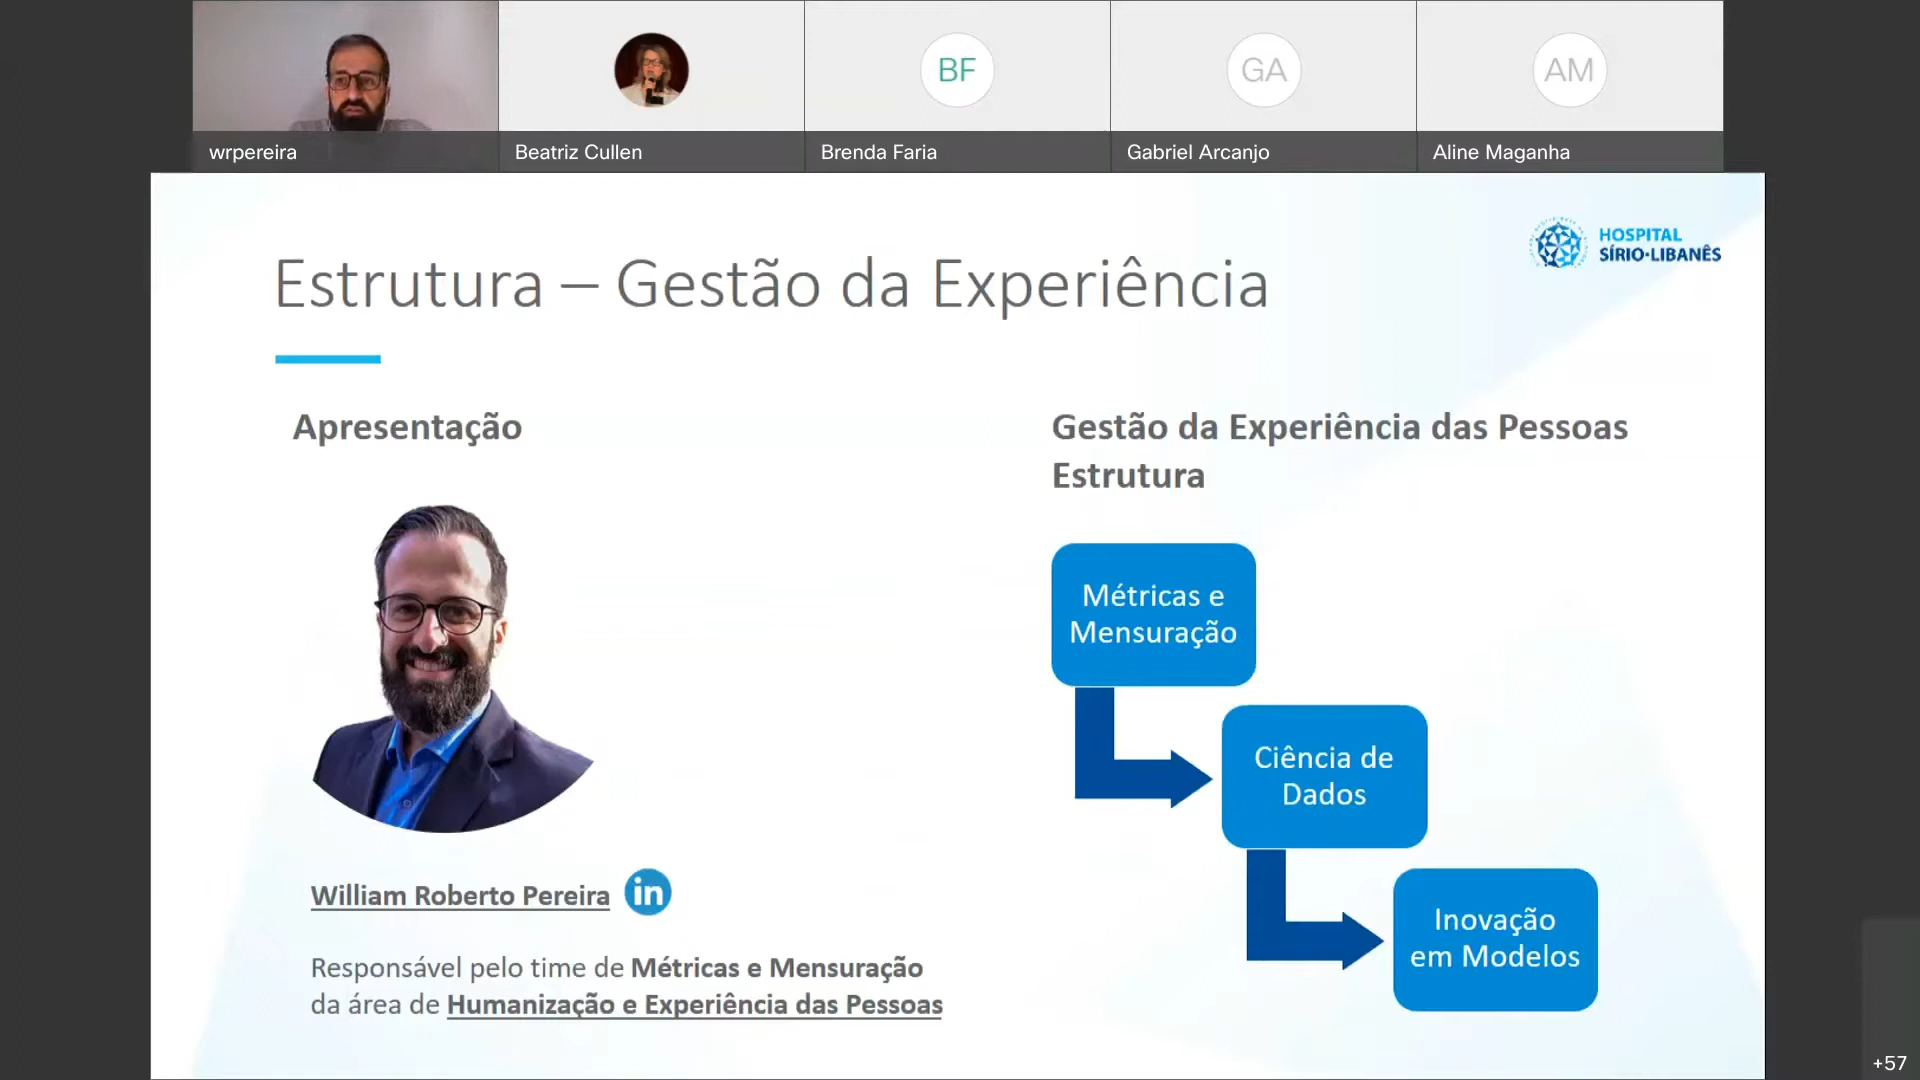 BF
GA
AM
wrpereira
Beatriz Cullen
Brenda Faria
Gabriel Arcanjo
Aline Maganha
HOSPITAL
SÍRIO·LIBANÊS
Estrutura – Gestão da Experiência
Apresentação
William Roberto Pereira
in
Responsável pelo time de Métricas e Mensuração
da área de Humanização e Experiência das Pessoas
Gestão da Experiência das Pessoas
Estrutura
Métricas e
Mensuração
Ciência de
Dados
Inovação
em Modelos
+57